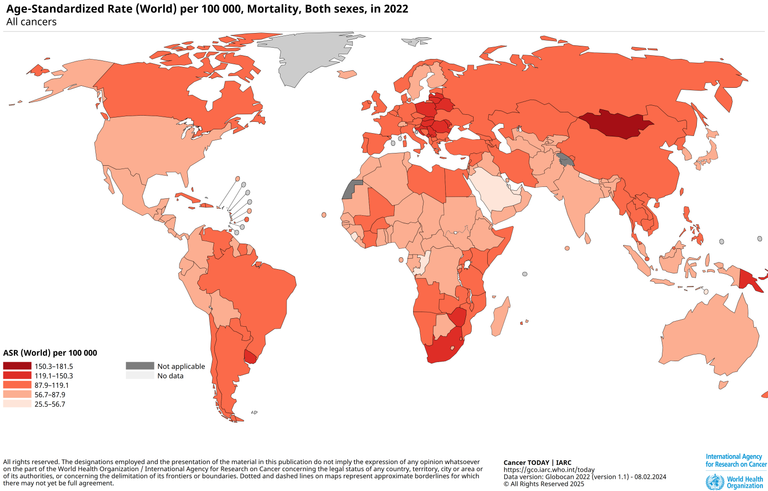 Age-Standardized Rate (World) per 100 000, Mortality, Both sexes, in 2022
All cancers
ASR (World) per 100 000
150.3–181.5
119.1–150.3
87.9–119.1
56.7–87.9
25.5–56.7
Not applicable
No data
All rights reserved. The designations employed and the presentation of the material in this publication do not imply the expression of any opinion whatsoever
on the part of the World Health Organization / International Agency for Research on Cancer concerning the legal status of any country, territory, city or area or
of its authorities, or concerning the delimitation of its frontiers or boundaries. Dotted and dashed lines on maps represent approximate borderlines for which
there may not yet be full agreement.
Cancer TODAY | IARC
https://gco.iarc.who.int/today
Data version: Globocan 2022 (version 1.1) - 08.02.2024
© All Rights Reserved 2025
International Agency
for Research on Cancer
World Health
Organization